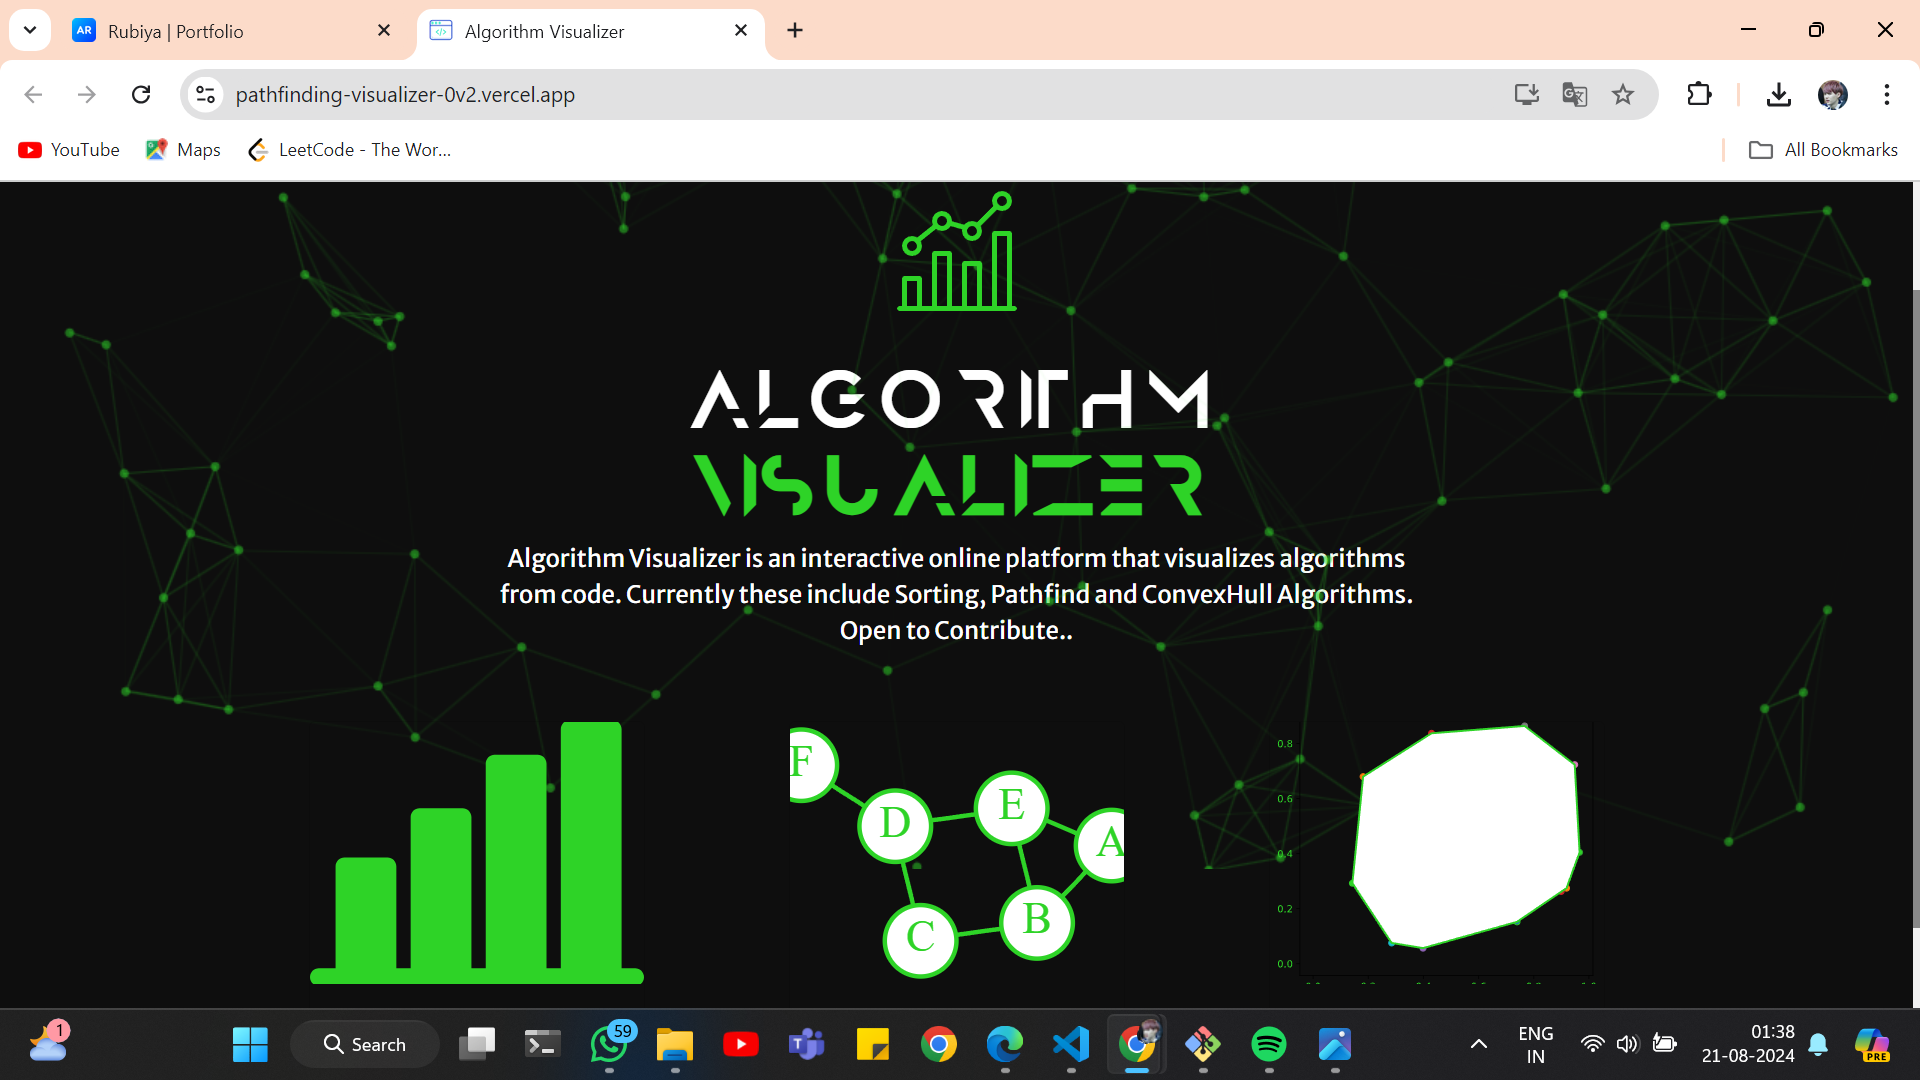 AR
Rubiya | Portfolio
Algorithm Visualizer
pathfinding-visualizer-0v2.vercel.app
YouTube
Maps
LeetCode - The Wor...
All Bookmarks
ALGORITHM
VISUALIZER
Algorithm Visualizer is an interactive online platform that visualizes algorithms
from code. Currently these include Sorting, Pathfind and ConvexHull Algorithms.
Open to Contribute..
F
D
E
A
C
B
0.8
0.6
0.4
0.2
0.0
1
Search
59
ENG
IN
01:38
21-08-2024
PRE